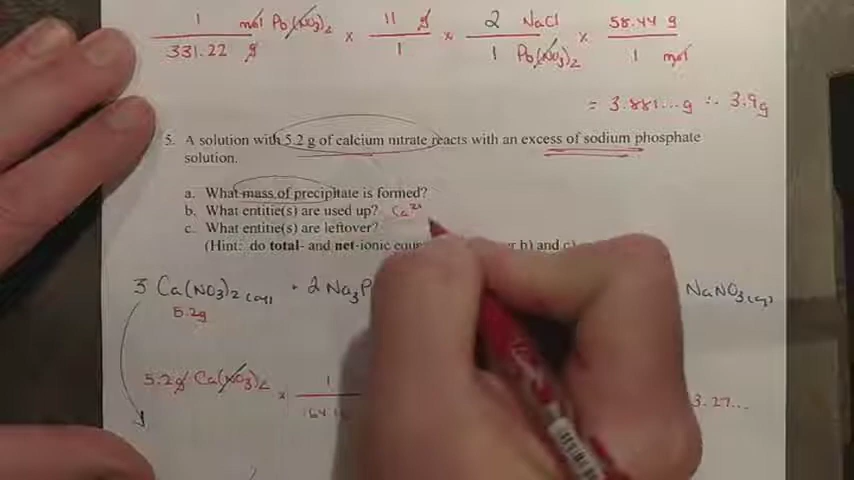 1 mol Pb(NO3)2 × 11 g × 2 NaCl × 58.44 g
331.22 g 1 1 Pb(NO3)2 1 mol
= 3.881...g ∴ 3.9g
5. A solution with 5.2 g of calcium nitrate reacts with an excess of sodium phosphate
solution.
a. What mass of precipitate is formed?
b. What entitie(s) are used up? Ca2+
c. What entitie(s) are leftover?
(Hint: do total- and net-ionic
3 Ca(NO3)2 (aq) + 2 Na3P NaNO3(aq)
5.2g
5.2g Ca(NO3)2 × 1 3.27...
164.1